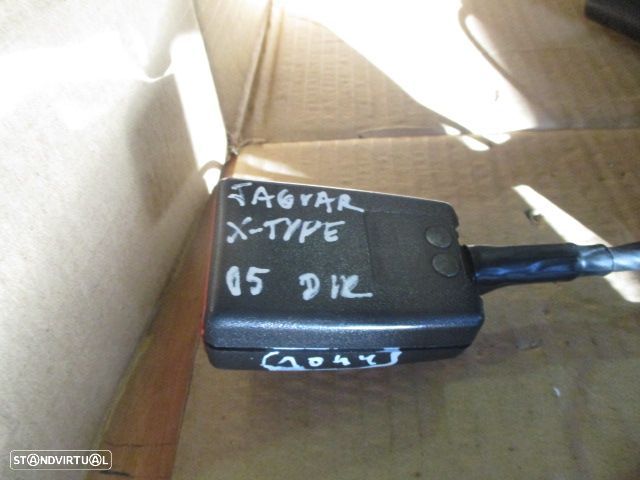 JAGUAR
X-TYPE
05 DIR
1044
STANDVIRTUAL